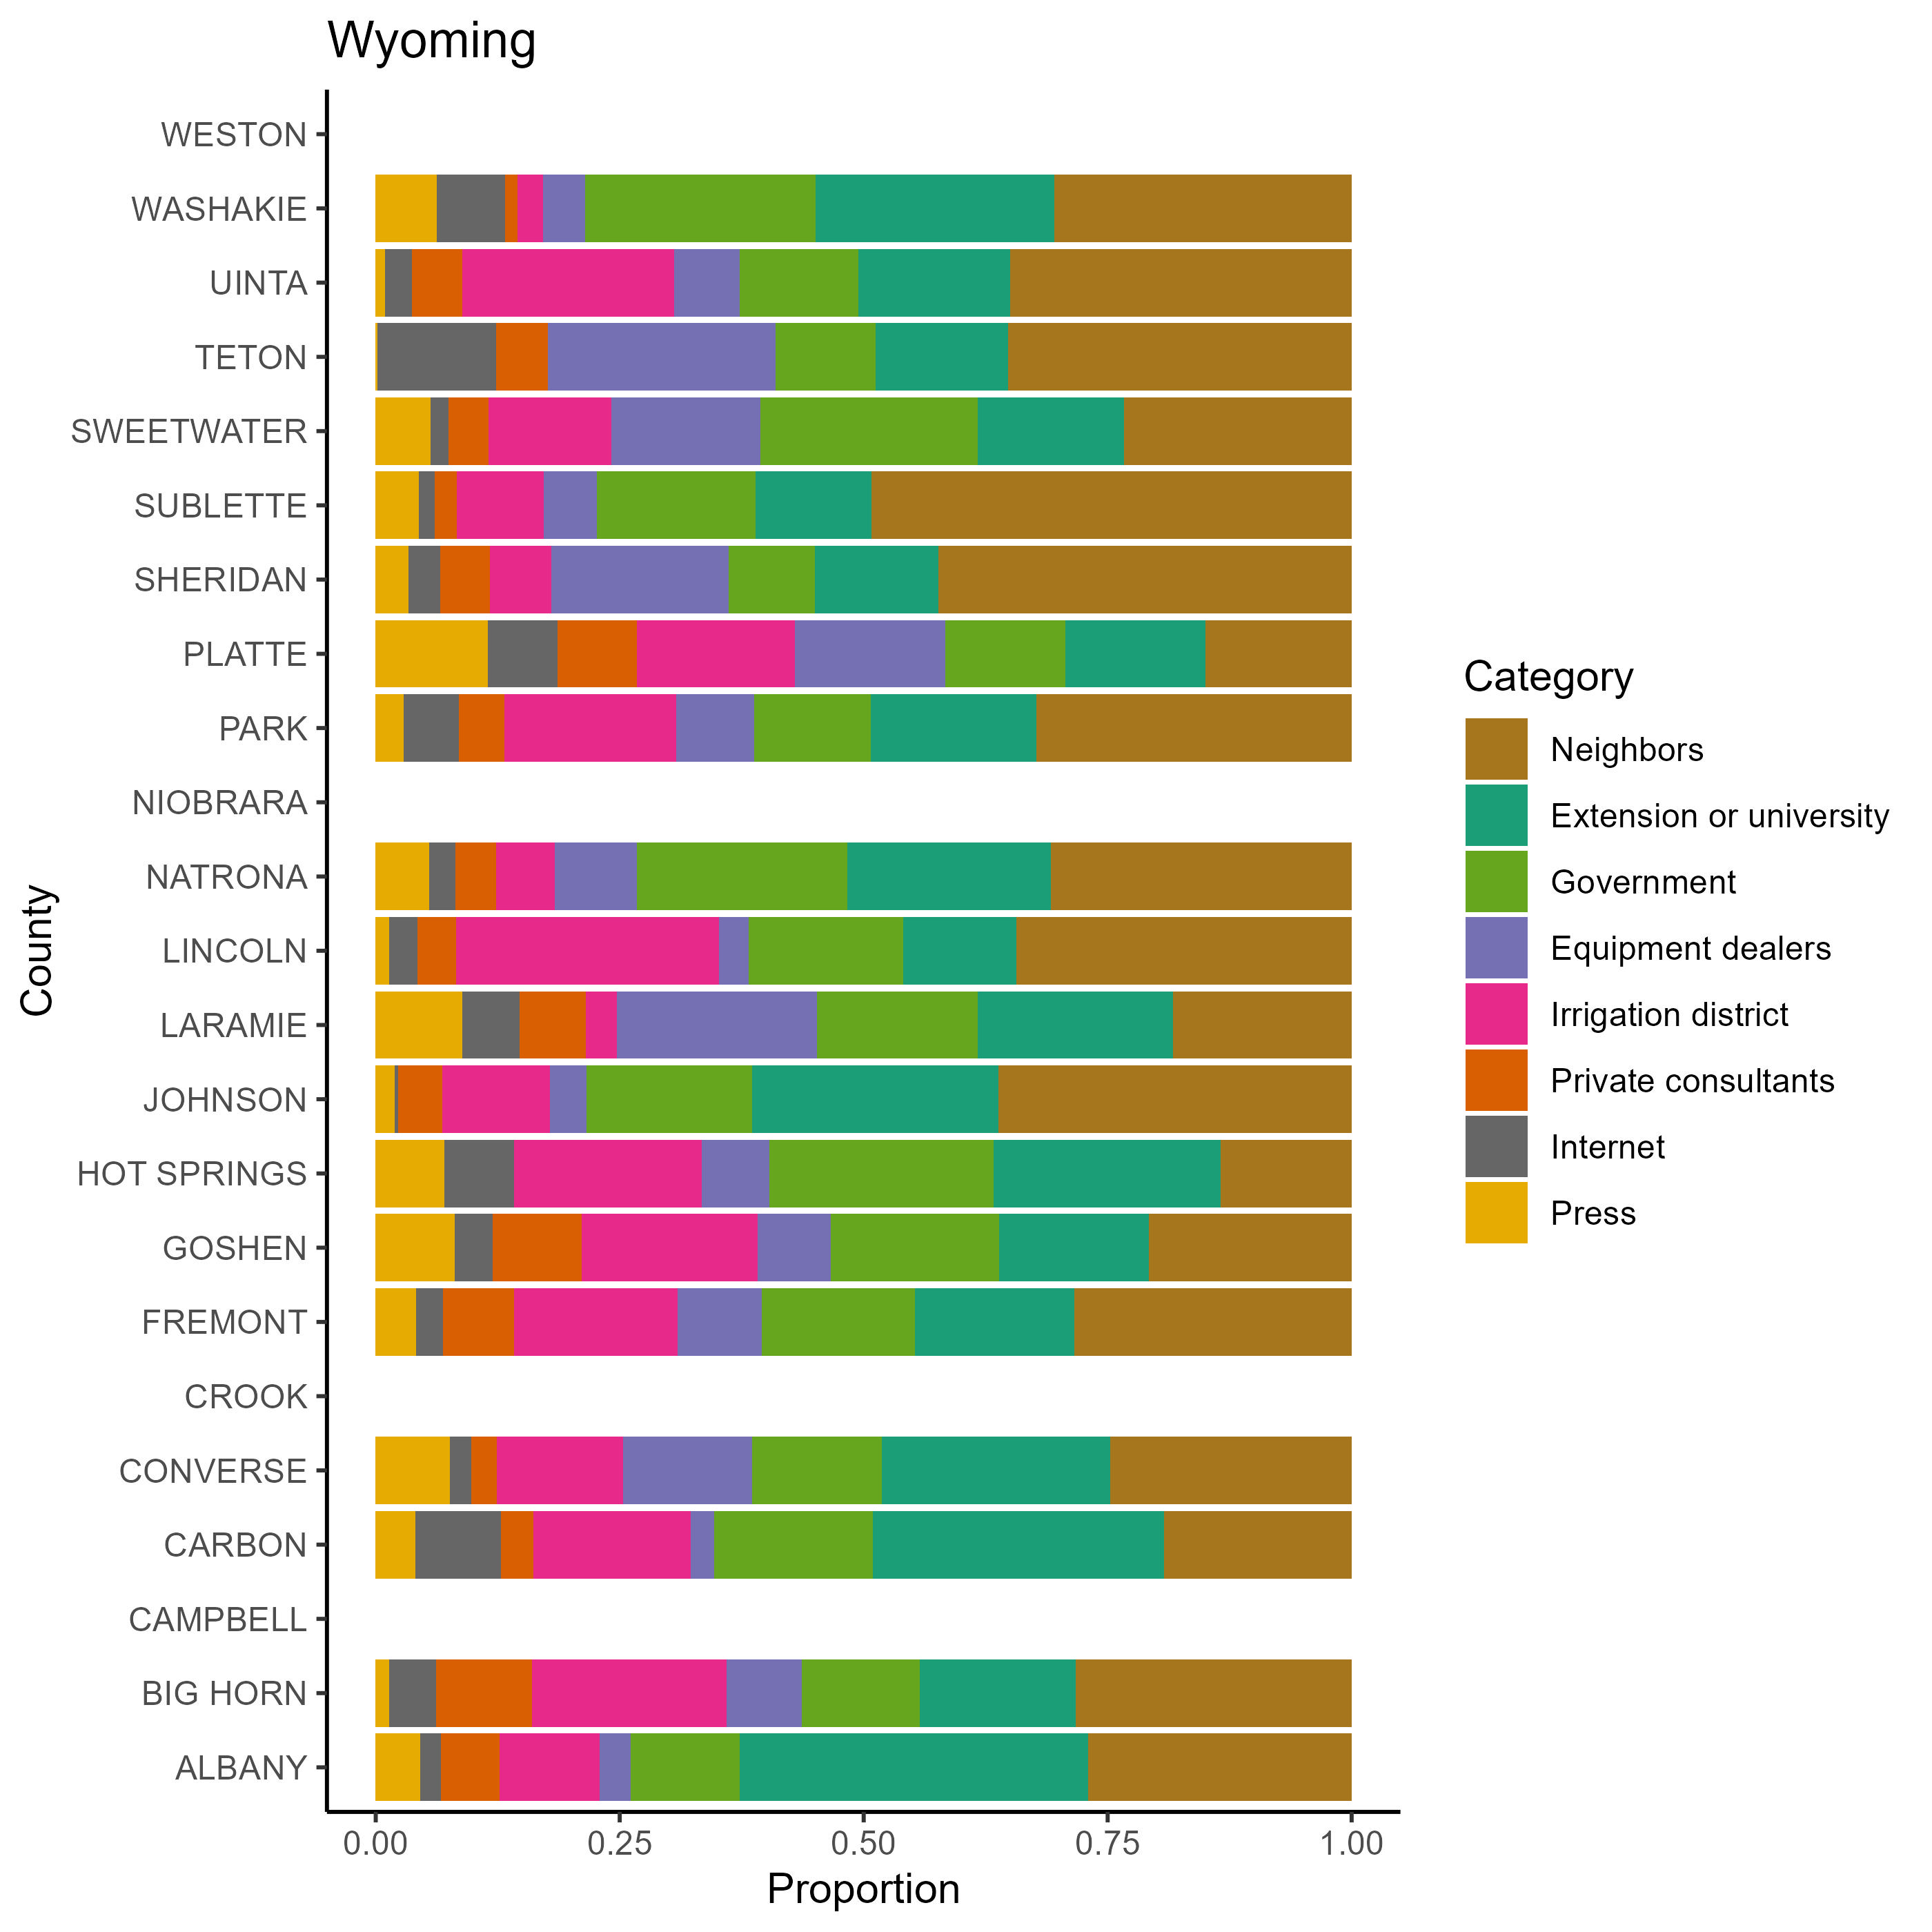 Wyoming
WESTON
WASHAKIE
UINTA
TETON
SWEETWATER
SUBLETTE
SHERIDAN
PLATTE
PARK
NIOBRARA
NATRONA
LINCOLN
LARAMIE
JOHNSON
HOT SPRINGS
GOSHEN
FREMONT
CROOK
CONVERSE
CARBON
CAMPBELL
BIG HORN
ALBANY
County
0.00 0.25 0.50 0.75 1.00
Proportion
Category
Neighbors
Extension or university
Government
Equipment dealers
Irrigation district
Private consultants
Internet
Press